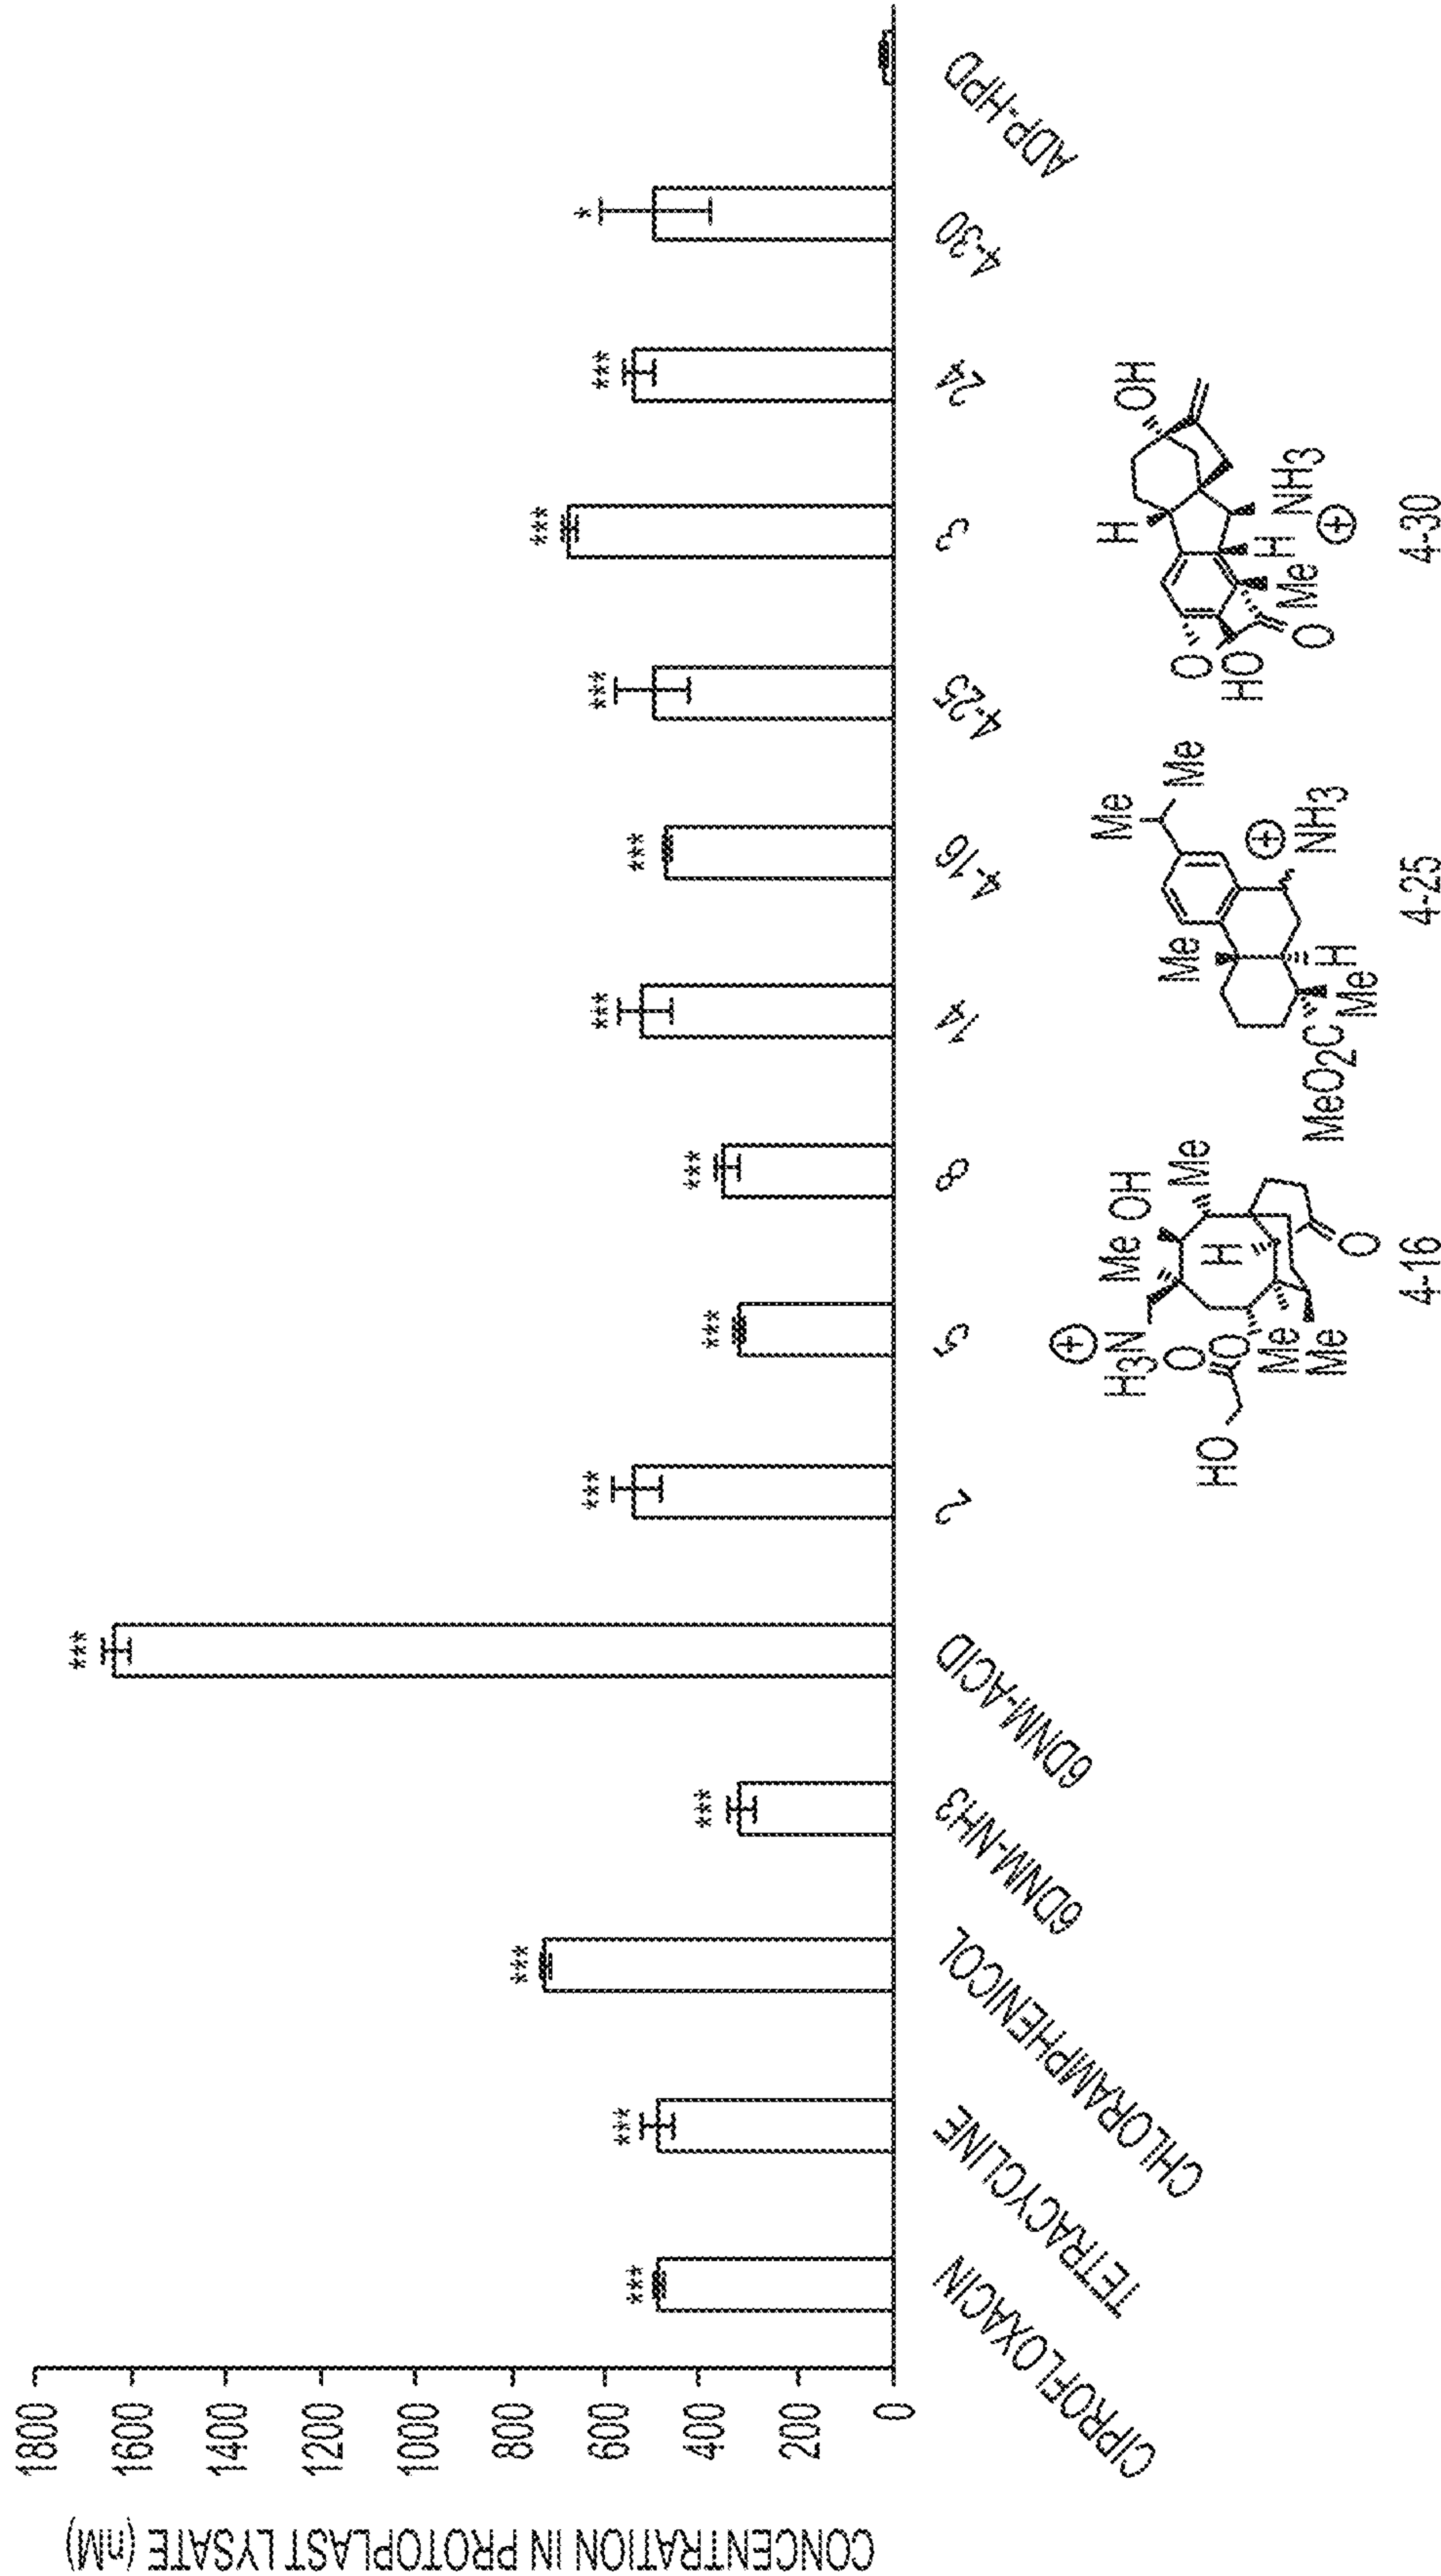 CONCENTRATION IN PROTOPLAST LYSATE (nM)
1800
1600
1400
1200
1000
800
600
400
200
0
***
***
***
***
***
***
***
***
***
***
***
***
***
*
CIPROFLOXACIN
TETRACYCLINE
CHLORAMPHENICOL
6DNM-NH3
6DNM-ACID
2
5
8
14
4-16
4-25
3
24
4-30
ADP-HPD
⊕
H3N
Me OH
Me
H
O
O
HO
Me
Me
O
4-16
Me
Me
Me
⊕
NH3
H
MeO2C
Me
4-25
H
OH
O
HO
H
NH3
⊕
Me
O
4-30